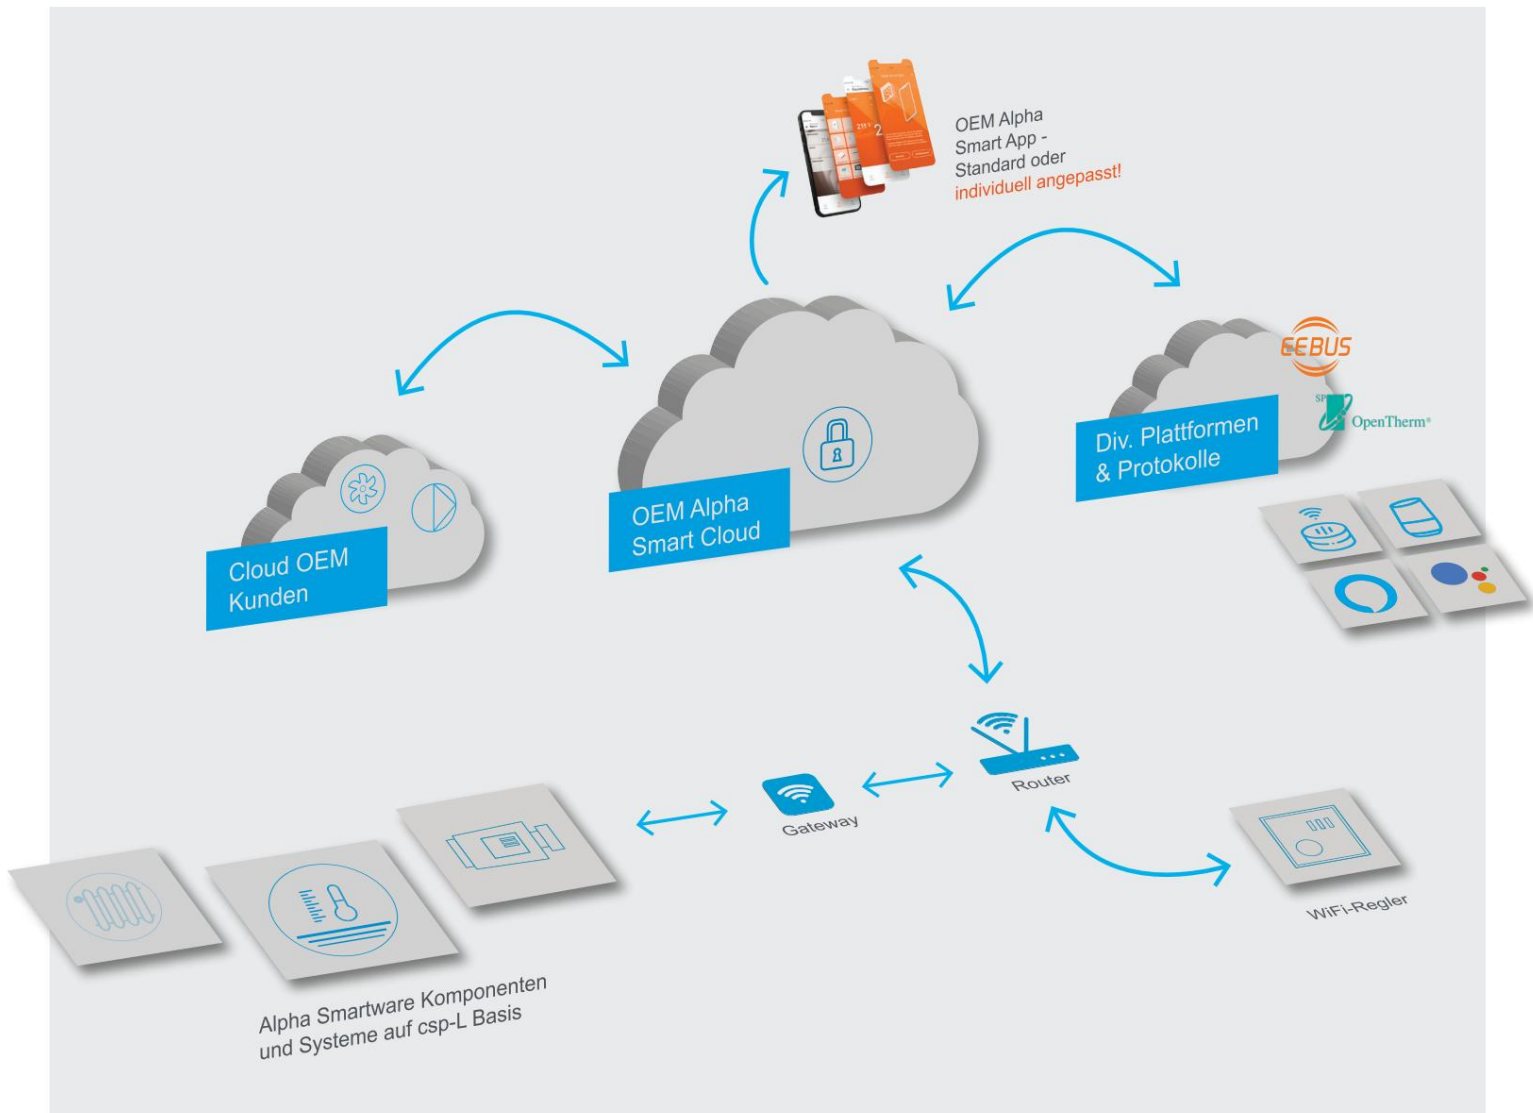 OEM Alpha
Smart App -
Standard oder
individuell angepasst!
EEBUS
OpenTherm®
Div. Plattformen
& Protokolle
OEM Alpha
Smart Cloud
Cloud OEM
Kunden
Router
Gateway
WiFi-Regler
Alpha Smartware Komponenten
und Systeme auf csp-L Basis